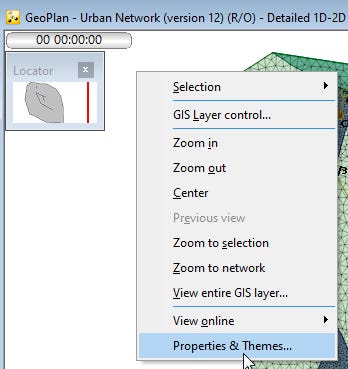 GeoPlan - Urban Network (version 12) (R/O) - Detailed 1D-2D
00 00:00:00
Locator
Selection
GIS Layer control...
Zoom in
Zoom out
Center
Previous view
Zoom to selection
Zoom to network
View entire GIS layer...
View online
Properties & Themes...